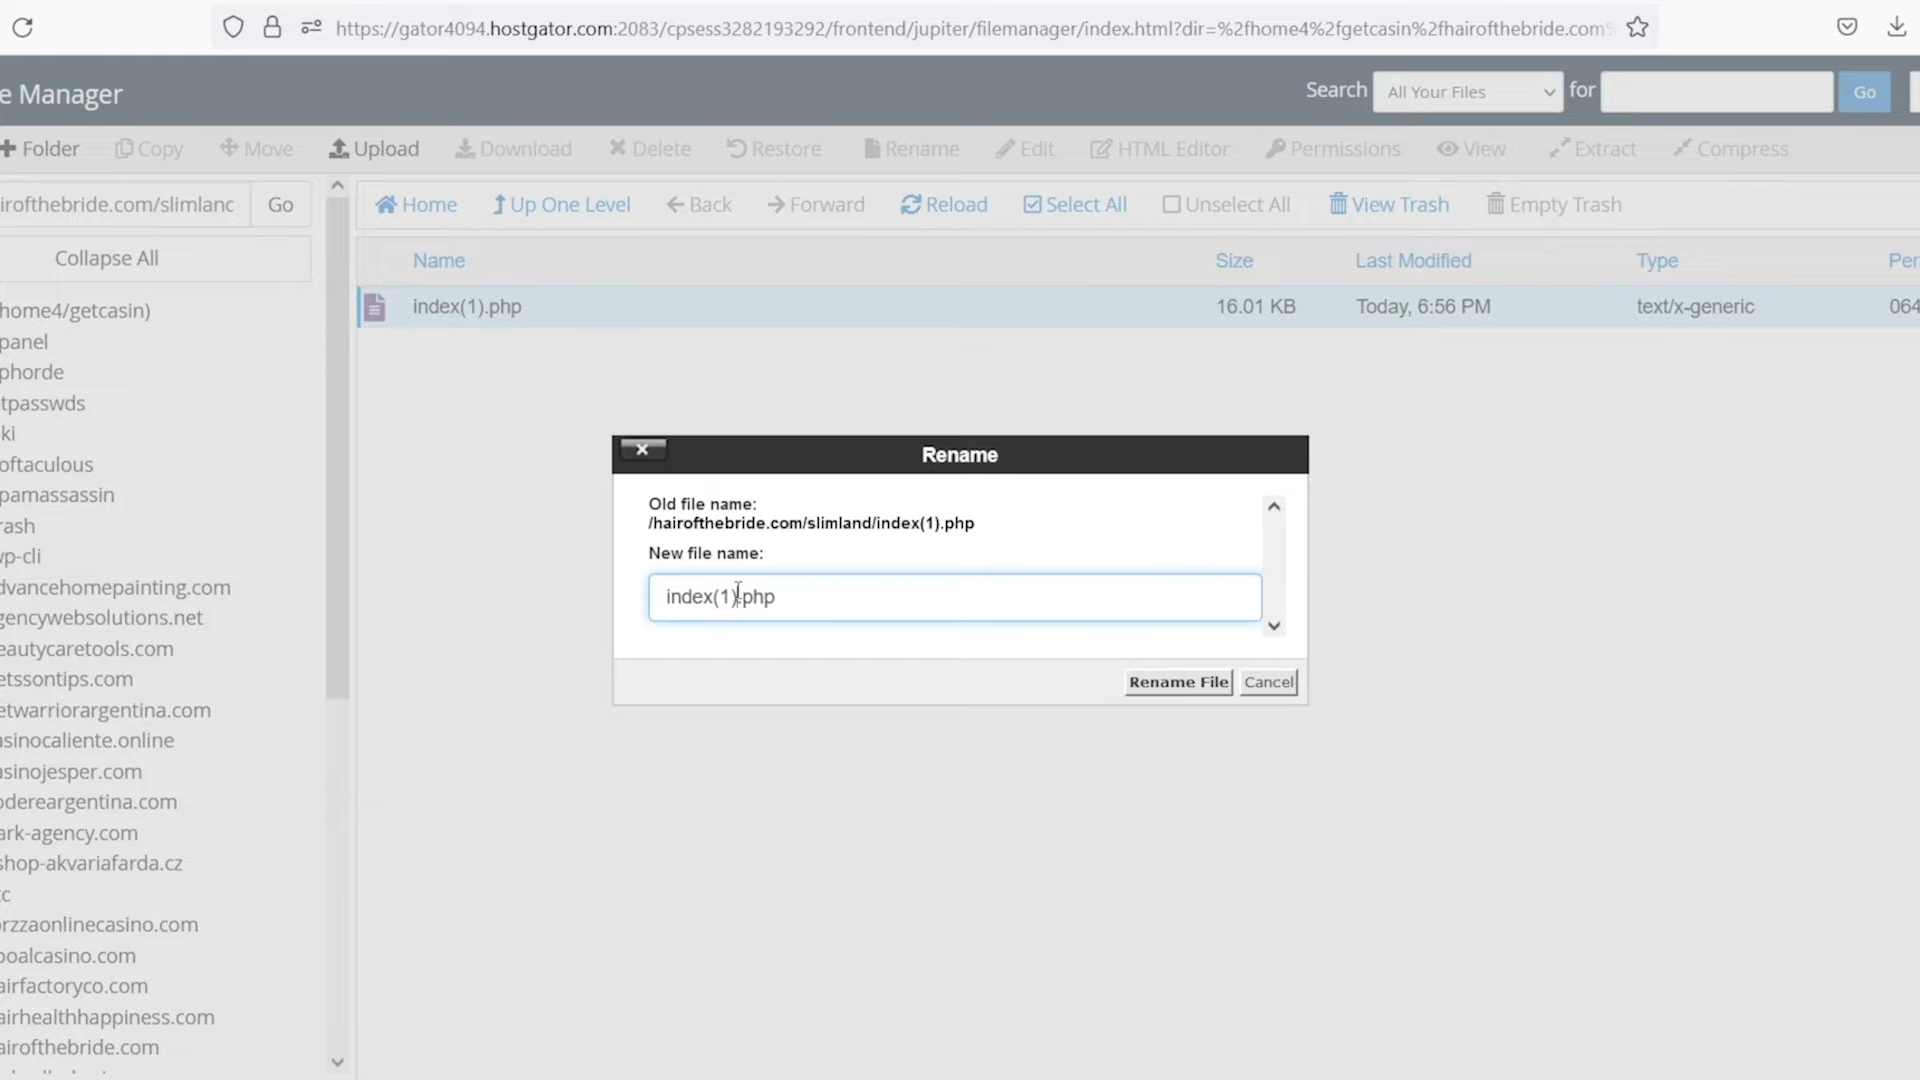 https://gator4094.hostgator.com:2083/cpsess3282193292/frontend/jupiter/filemanager/index.html?dir=%2fhome4%2fgetcasin%2fhairofthebride.com%
e Manager
Search All Your Files for Go
Folder Copy Move Upload Download Delete Restore Rename Edit HTML Editor Permissions View Extract Compress
irofthebride.com/slimland Go
Home Up One Level Back Forward Reload Select All Unselect All View Trash Empty Trash
Collapse All
Name Size Last Modified Type Per
index(1).php 16.01 KB Today, 6:56 PM text/x-generic 064
home4/getcasin)
panel
phorde
tpasswds
ki
oftaculous
pamassassin
rash
wp-cli
dvancehomepainting.com
gencywebsolutions.net
eautycaretools.com
etssontips.com
etwarriorargentina.com
asinocaliente.online
asinojesper.com
odereargentina.com
ark-agency.com
shop-akvariafarda.cz
tc
orzzaonlinecasino.com
boalcasino.com
airfactoryco.com
airhealthhappiness.com
airofthebride.com
Rename
Old file name:
/hairofthebride.com/slimland/index(1).php
New file name:
index(1).php
Rename File Cancel